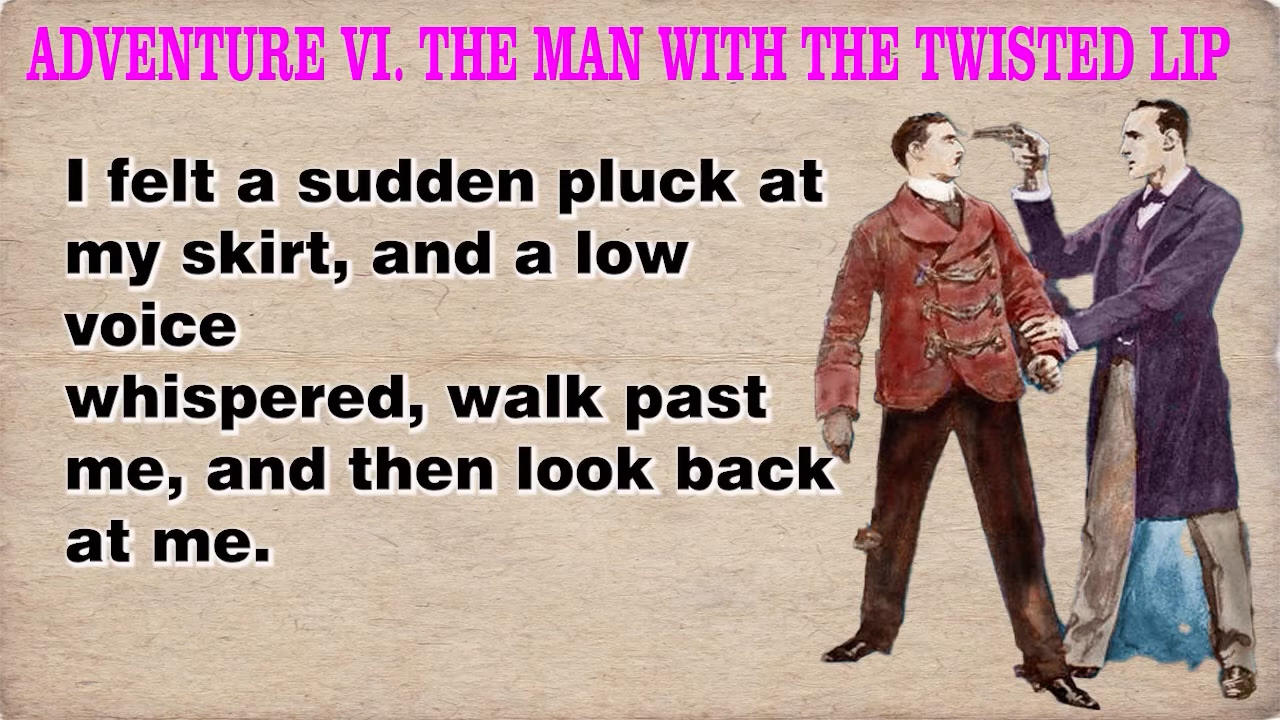 ADVENTURE VI. THE MAN WITH THE TWISTED LIP
I felt a sudden pluck at
my skirt, and a low
voice
whispered, walk past
me, and then look back
at me.